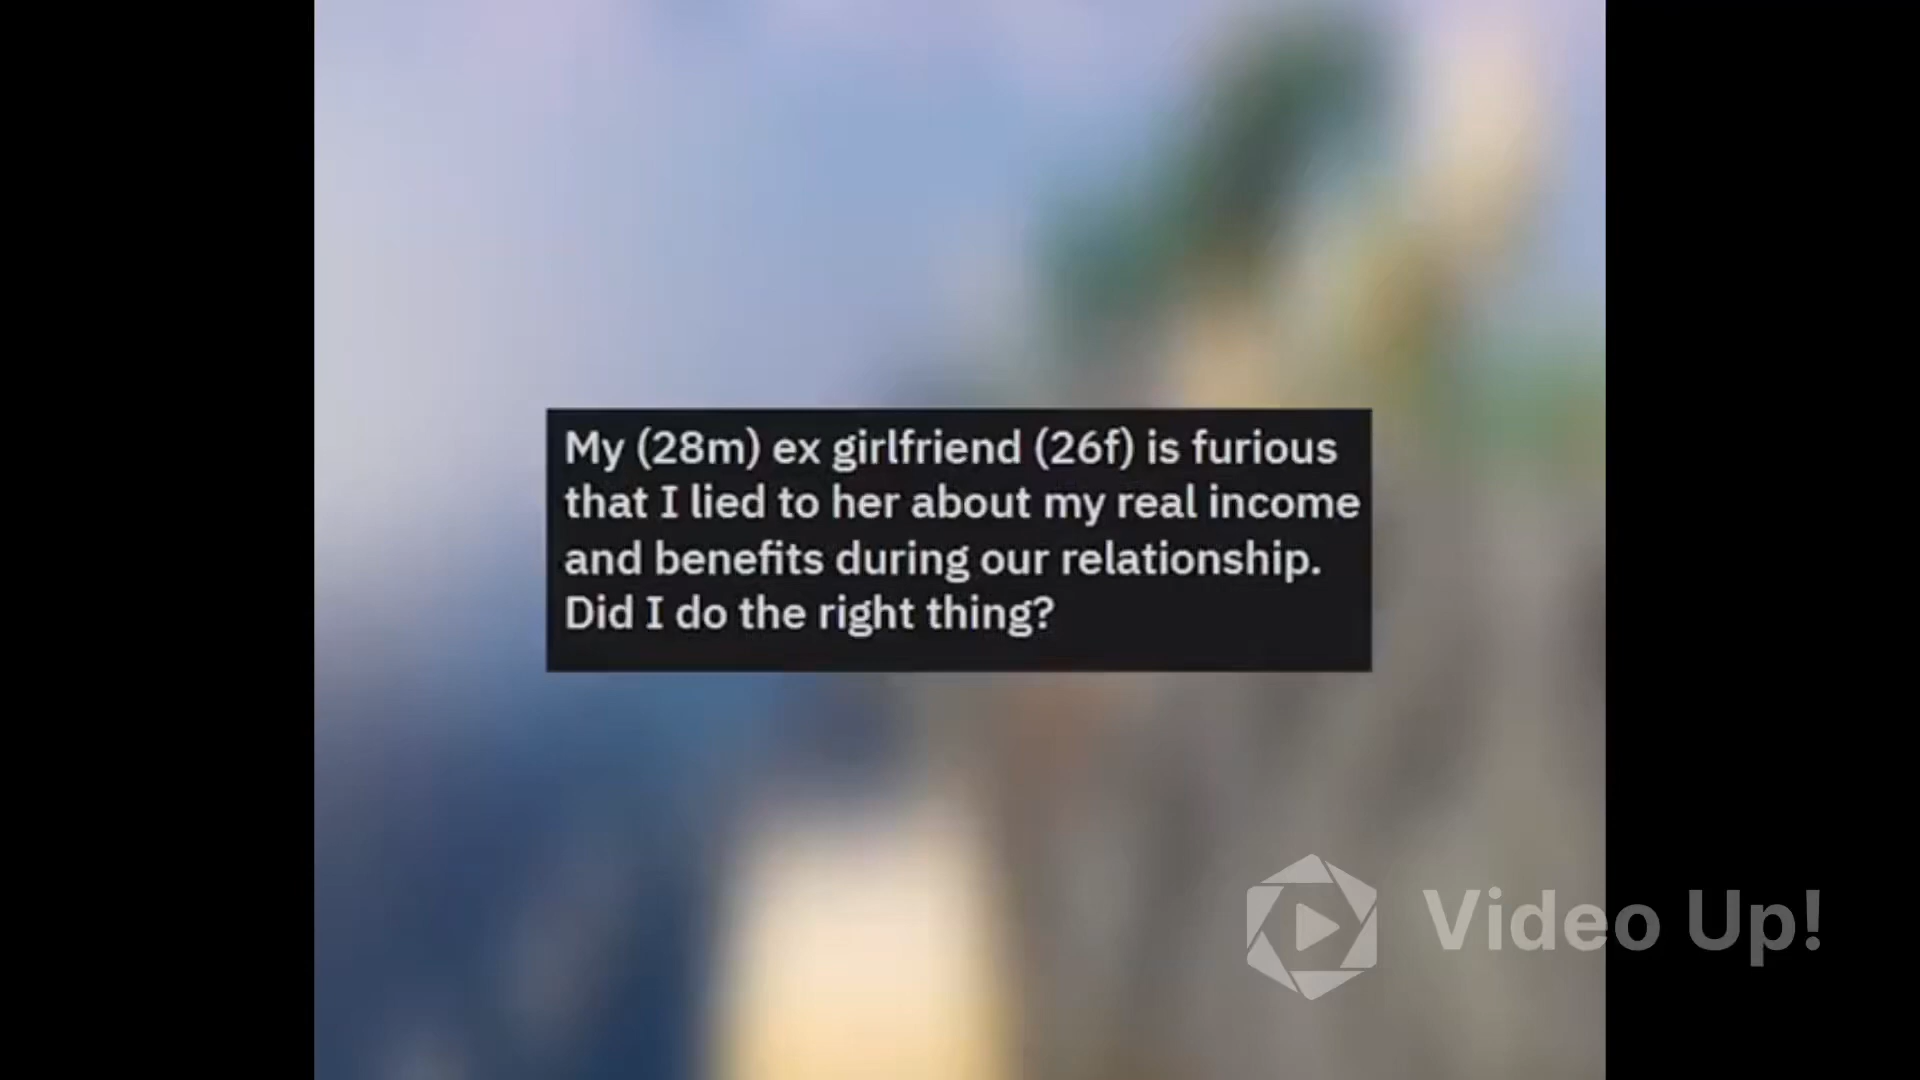 My (28m) ex girlfriend (26f) is furious
that I lied to her about my real income
and benefits during our relationship.
Did I do the right thing?
Video Up!